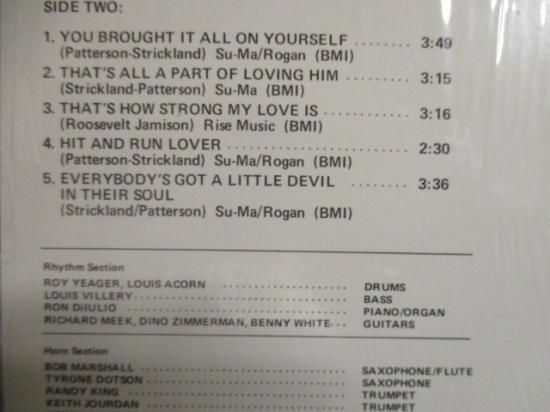 SIDE TWO:
1. YOU BROUGHT IT ALL ON YOURSELF ........ 3:49
(Patterson-Strickland) Su-Ma/Rogan (BMI)
2. THAT'S ALL A PART OF LOVING HIM ........ 3:15
(Strickland-Patterson) Su-Ma (BMI)
3. THAT'S HOW STRONG MY LOVE IS ........ 3:16
(Roosevelt Jamison) Rise Music (BMI)
4. HIT AND RUN LOVER ........ 2:30
(Patterson-Strickland) Su-Ma/Rogan (BMI)
5. EVERYBODY'S GOT A LITTLE DEVIL ........ 3:36
IN THEIR SOUL
(Strickland/Patterson) Su-Ma/Rogan (BMI)
Rhythm Section
ROY YEAGER, LOUIS ACORN ........ DRUMS
LOUIS VILLERY ........ BASS
RON DiIULIO ........ PIANO/ORGAN
RICHARD MEEK, DINO ZIMMERMAN, BENNY WHITE... GUITARS
Horn Section
BOB MARSHALL ........ SAXOPHONE/FLUTE
TYRONE DOTSON ........ SAXOPHONE
RANDY KING ........ TRUMPET
KEITH JOURDAN ........ TRUMPET